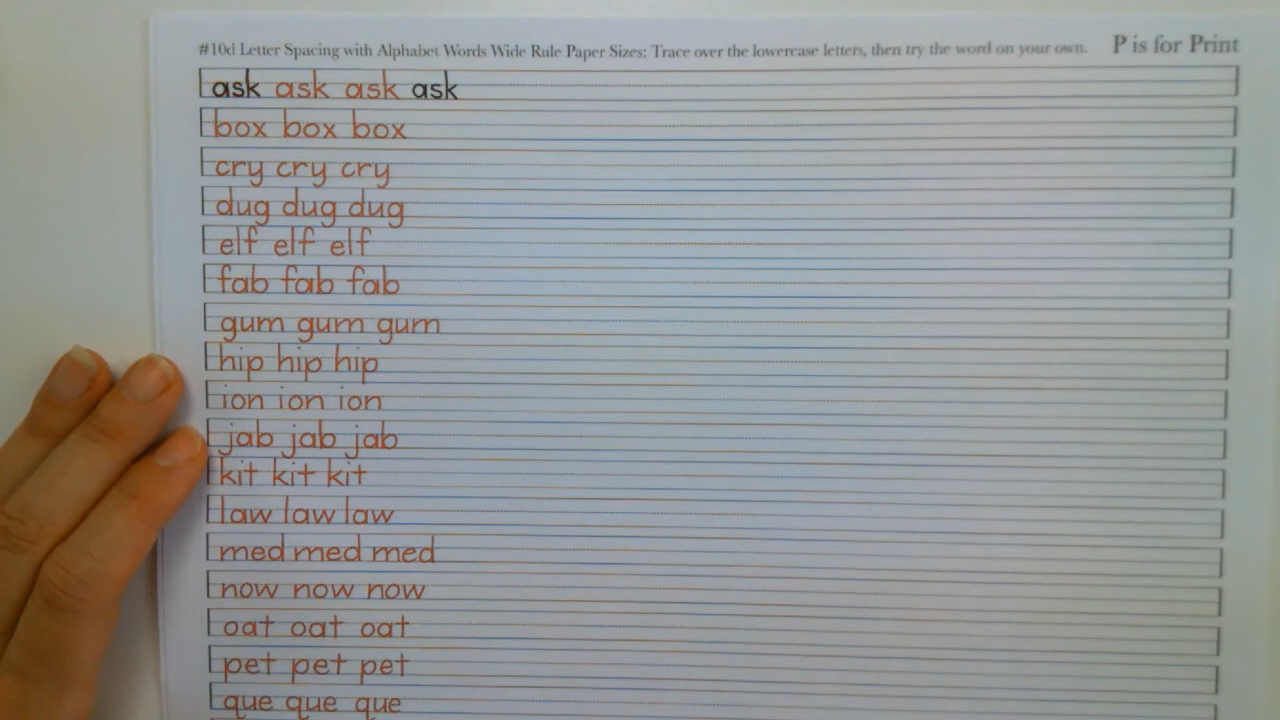 #10d Letter Spacing with Alphabet Words Wide Rule Paper Sizes: Trace over the lowercase letters, then try the word on your own. P is for Print
ask ask ask ask
box box box
cry cry cry
dug dug dug
elf elf elf
fab fab fab
gum gum gum
hip hip hip
ion ion ion
jab jab jab
kit kit kit
law law law
med med med
now now now
oat oat oat
pet pet pet
que que que